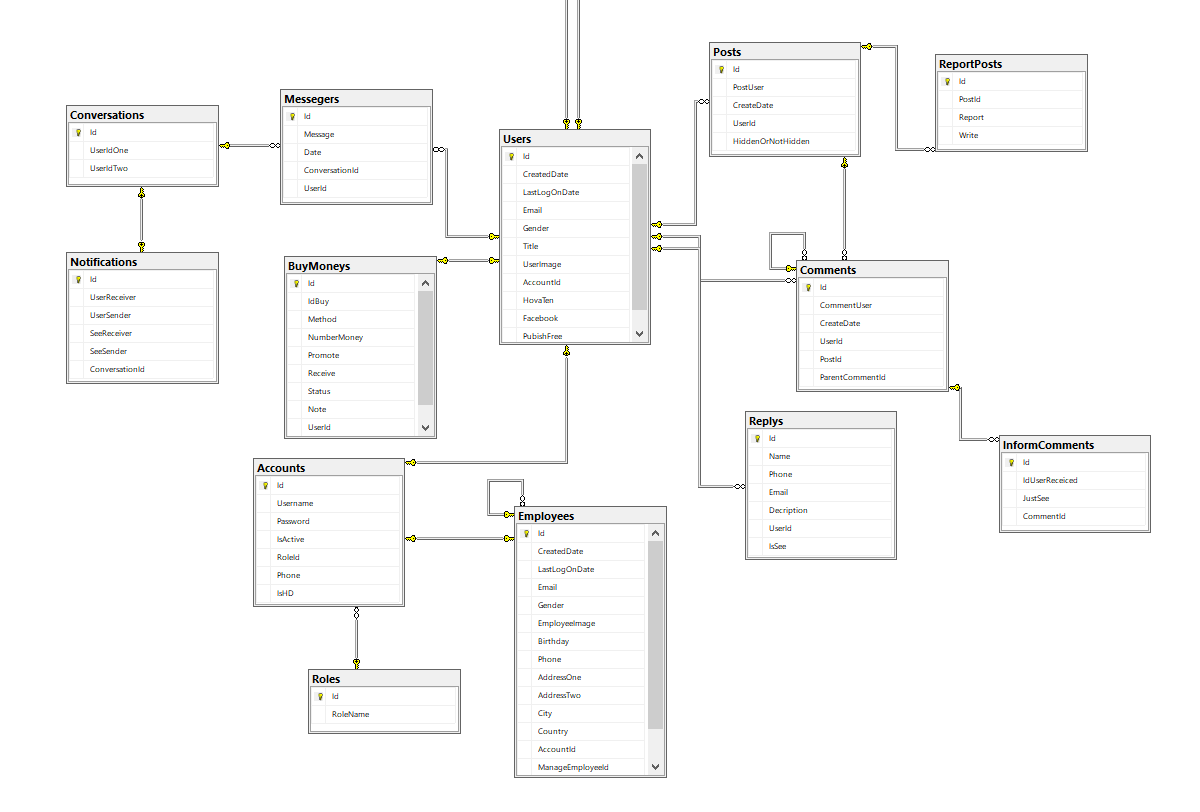 Conversations
Id
UserIdOne
UserIdTwo
Messegers
Id
Message
Date
ConversationId
UserId
Users
Id
CreatedDate
LastLogOnDate
Email
Gender
Title
UserImage
AccountId
HovaTen
Facebook
PubishFree
Posts
Id
PostUser
CreateDate
UserId
HiddenOrNotHidden
ReportPosts
Id
PostId
Report
Write
Notifications
Id
UserReceiver
UserSender
SeeReceiver
SeeSender
ConversationId
BuyMoneys
Id
IdBuy
Method
NumberMoney
Promote
Receive
Status
Note
UserId
Comments
Id
CommentUser
CreateDate
UserId
PostId
ParentCommentId
Replys
Id
Name
Phone
Email
Decription
UserId
IsSee
InformComments
Id
IdUserReceiced
JustSee
CommentId
Accounts
Id
Username
Password
IsActive
RoleId
Phone
IsHD
Employees
Id
CreatedDate
LastLogOnDate
Email
Gender
EmployeeImage
Birthday
Phone
AddressOne
AddressTwo
City
Country
AccountId
ManageEmployeeId
Roles
Id
RoleName